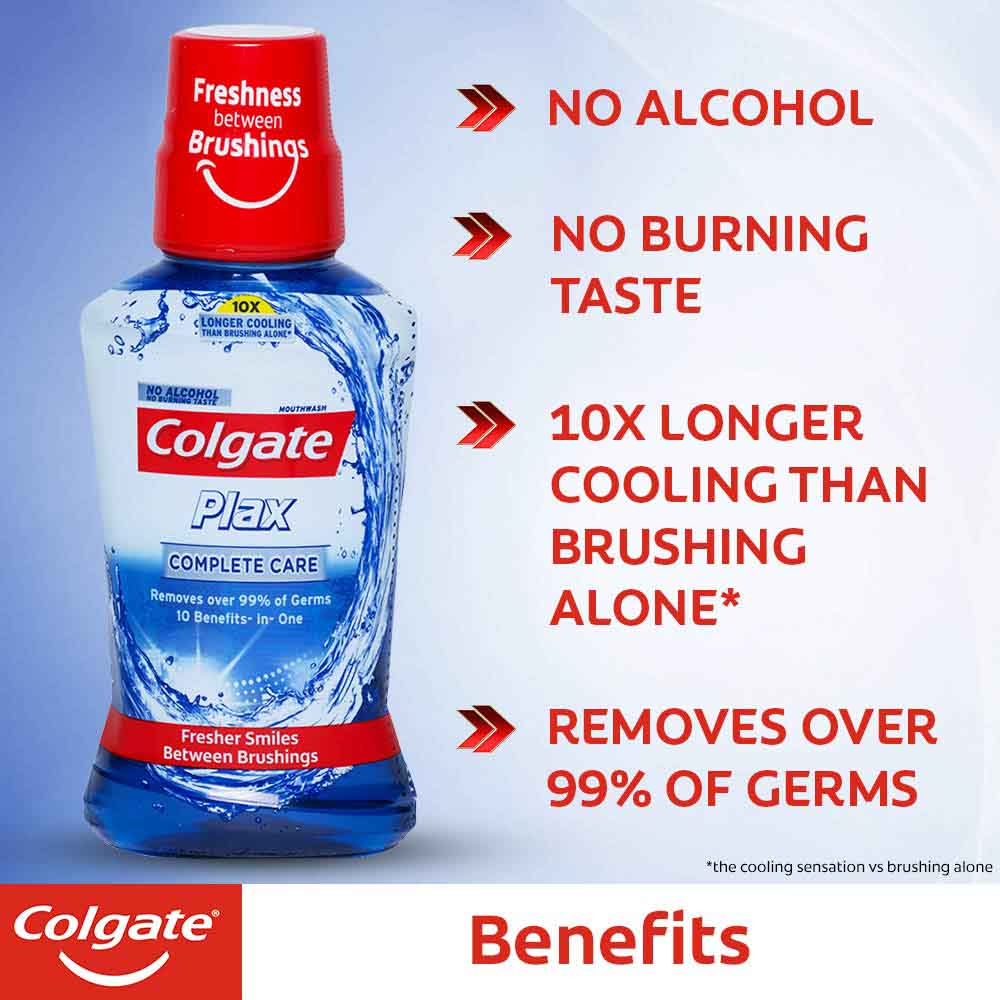 Freshness
between
Brushings
10X
LONGER COOLING
THAN BRUSHING ALONE*
NO ALCOHOL
NO BURNING TASTE
MOUTHWASH
Colgate
Plax
COMPLETE CARE
Removes over 99% of Germs
10 Benefits- in- One
Fresher Smiles
Between Brushings
NO ALCOHOL
NO BURNING
TASTE
10X LONGER
COOLING THAN
BRUSHING
ALONE*
REMOVES OVER
99% OF GERMS
*the cooling sensation vs brushing alone
Colgate®
Benefits